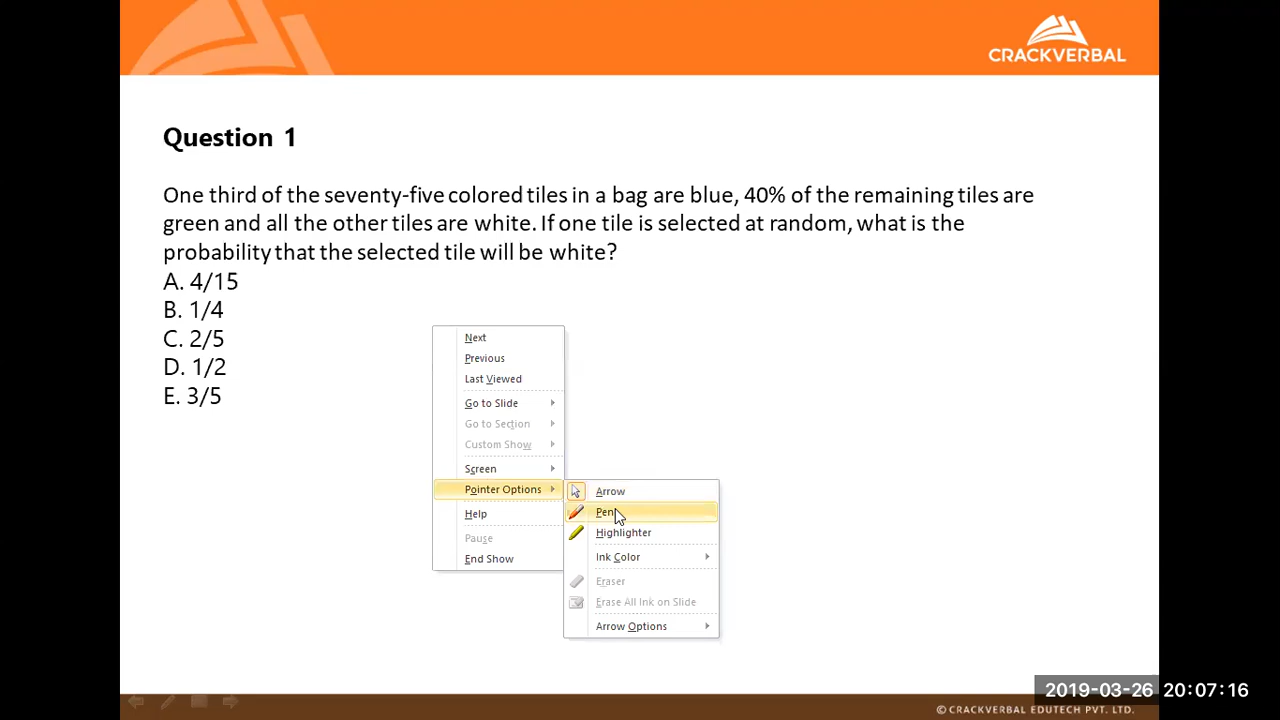 CRACKVERBAL
Question 1
One third of the seventy-five colored tiles in a bag are blue, 40% of the remaining tiles are
green and all the other tiles are white. If one tile is selected at random, what is the
probability that the selected tile will be white?
A. 4/15
B. 1/4
C. 2/5
D. 1/2
E. 3/5
Next
Previous
Last Viewed
Go to Slide
Go to Section
Custom Show
Screen
Pointer Options
Help
Pause
End Show
Arrow
Pen
Highlighter
Ink Color
Eraser
Erase All Ink on Slide
Arrow Options
2019-03-26 20:07:16
© CRACKVERBAL EDUTECH PVT. LTD.